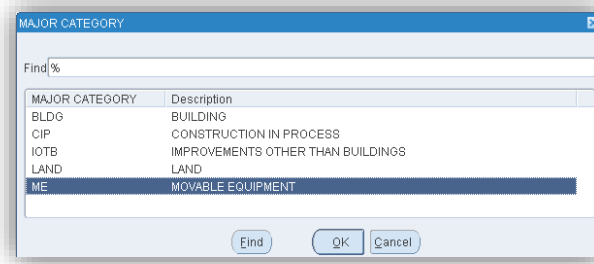 MAJOR CATEGORY
Find %
MAJOR CATEGORY Description
BLDG BUILDING
CIP CONSTRUCTION IN PROCESS
IOTB IMPROVEMENTS OTHER THAN BUILDINGS
LAND LAND
ME MOVABLE EQUIPMENT
Find OK Cancel